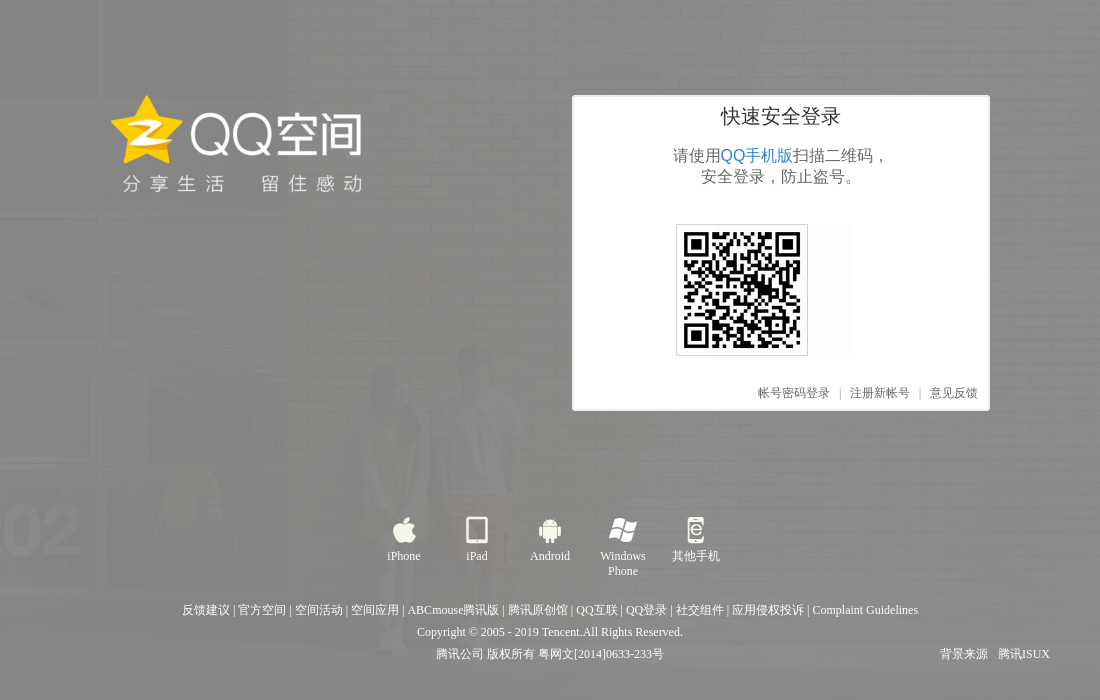 QQ空间
分享生活 留住感动
快速安全登录
请使用QQ手机版扫描二维码，
安全登录，防止盗号。
帐号密码登录 | 注册新帐号 | 意见反馈
02
iPhone iPad Android Windows Phone 其他手机
反馈建议 | 官方空间 | 空间活动 | 空间应用 | ABCmouse腾讯版 | 腾讯原创馆 | QQ互联 | QQ登录 | 社交组件 | 应用侵权投诉 | Complaint Guidelines
Copyright © 2005 - 2019 Tencent.All Rights Reserved.
腾讯公司 版权所有 粤网文[2014]0633-233号
背景来源 腾讯ISUX